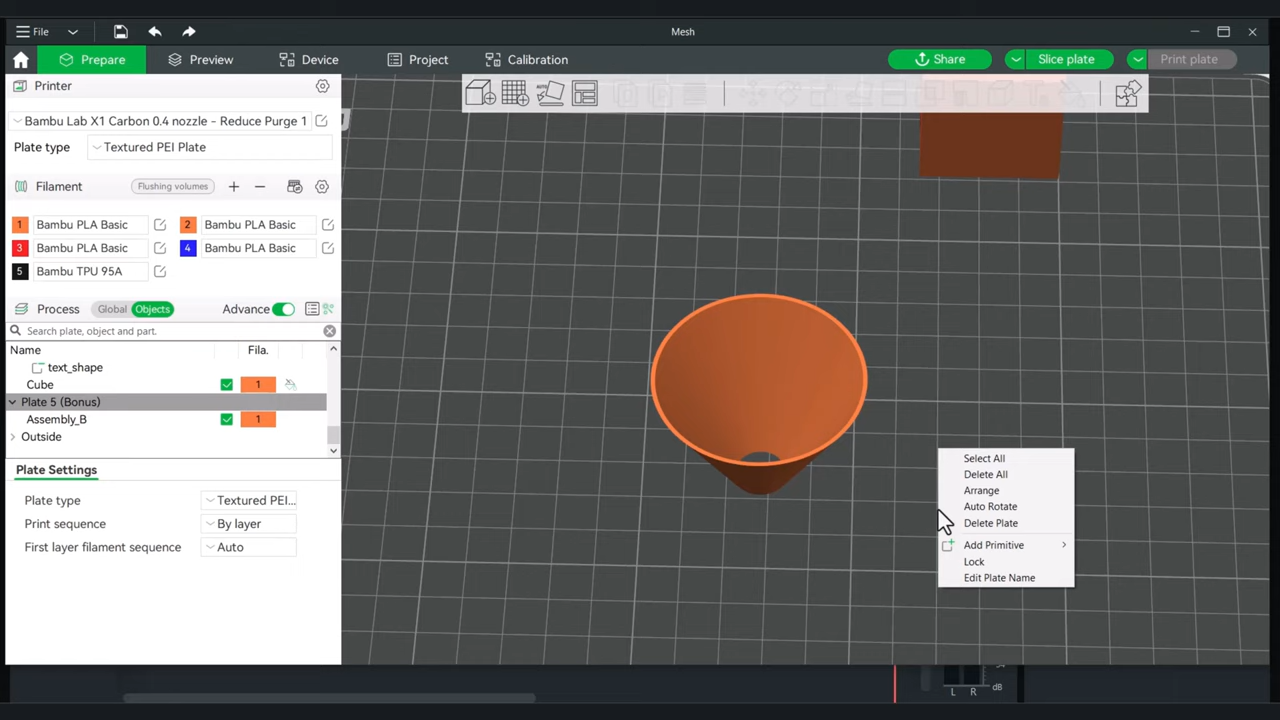 File
Mesh
Prepare
Preview
Device
Project
Calibration
Share
Slice plate
Print plate
Printer
Bambu Lab X1 Carbon 0.4 nozzle - Reduce Purge 1
Plate type
Textured PEI Plate
Filament
Flushing volumes
1 Bambu PLA Basic
2 Bambu PLA Basic
3 Bambu PLA Basic
4 Bambu PLA Basic
5 Bambu TPU 95A
Process
Global
Objects
Advance
Search plate, object and part.
Name
Fila.
text_shape
Cube
1
Plate 5 (Bonus)
Assembly_B
1
Outside
Plate Settings
Plate type
Textured PEI...
Print sequence
By layer
First layer filament sequence
Auto
AUTO
Select All
Delete All
Arrange
Auto Rotate
Delete Plate
Add Primitive
Lock
Edit Plate Name
L R dB